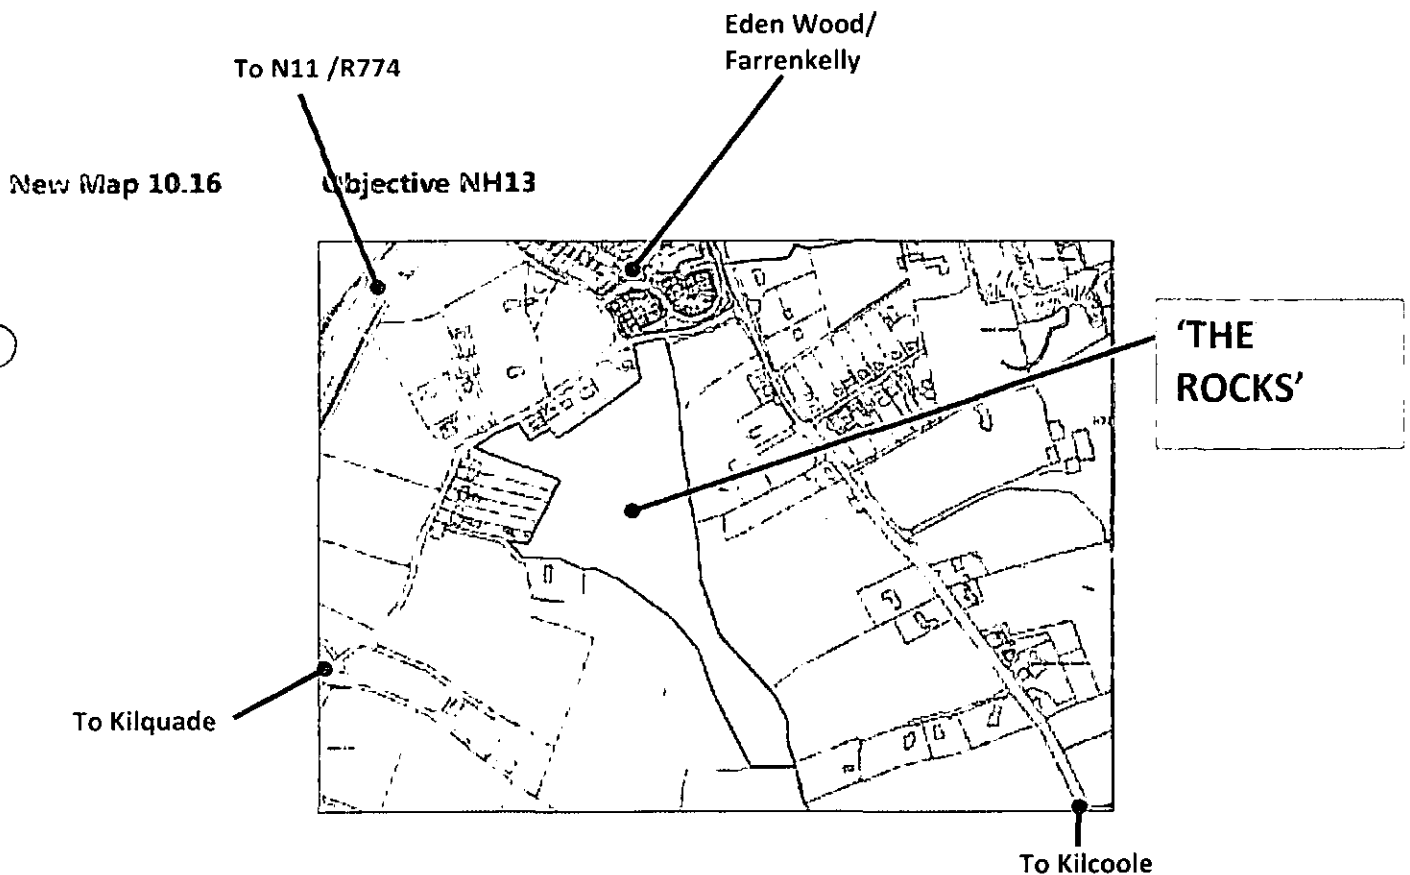 Eden Wood/
Farrenkelly
To N11 /R774
New Map 10.16 Objective NH13
'THE
ROCKS'
To Kilquade
To Kilcoole